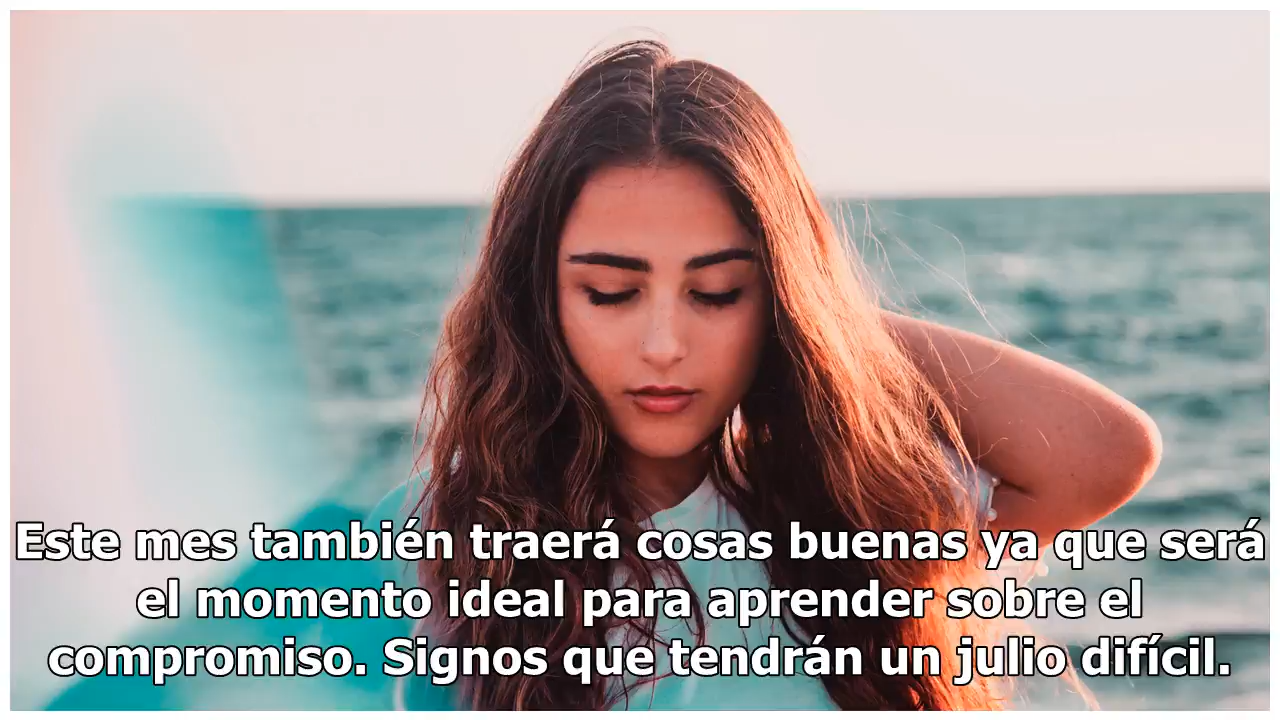 Este mes también traerá cosas buenas ya que será
el momento ideal para aprender sobre el
compromiso. Signos que tendrán un julio difícil.